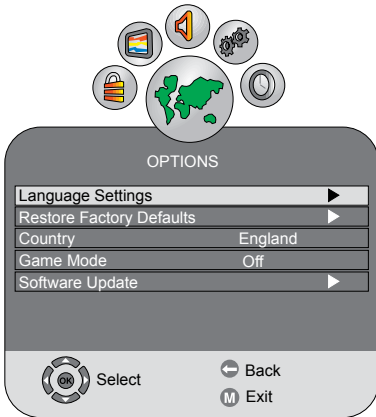 OPTIONS
Language Settings
Restore Factory Defaults
Country England
Game Mode Off
Software Update
OK Select
Back
M Exit